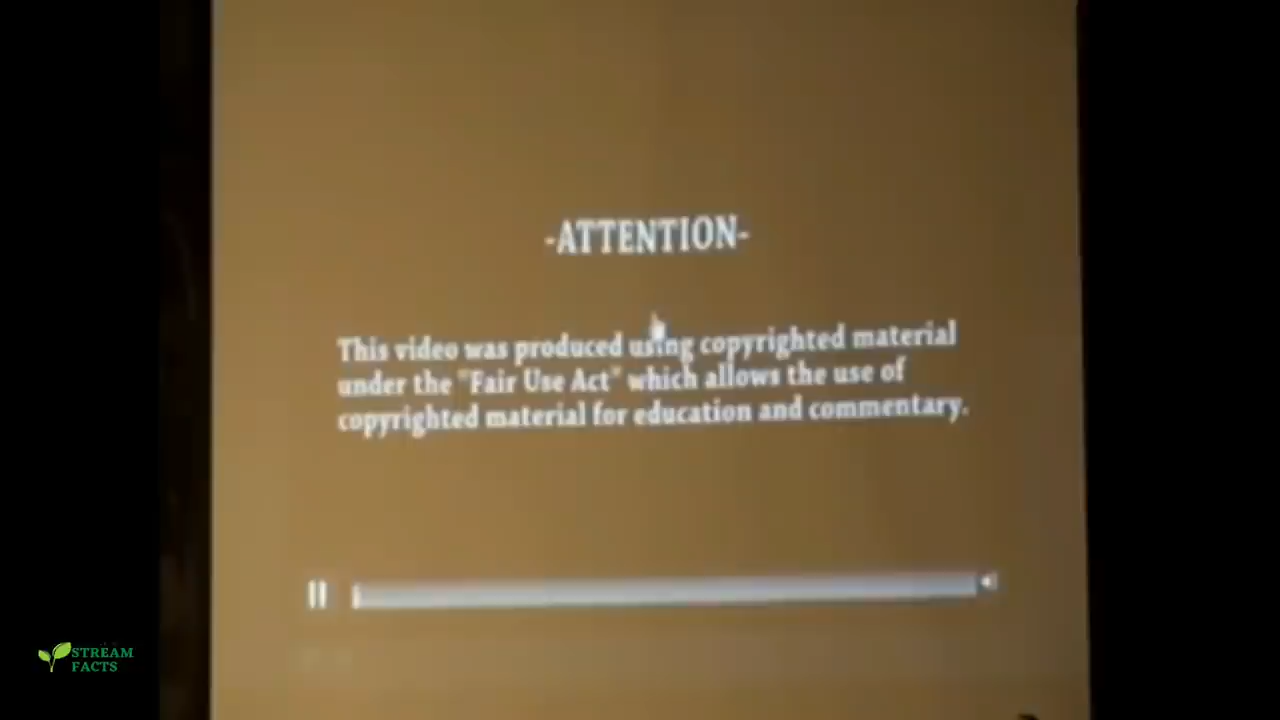 -ATTENTION-
This video was produced using copyrighted material
under the "Fair Use Act" which allows the use of
copyrighted material for education and commentary.
STREAM
FACTS